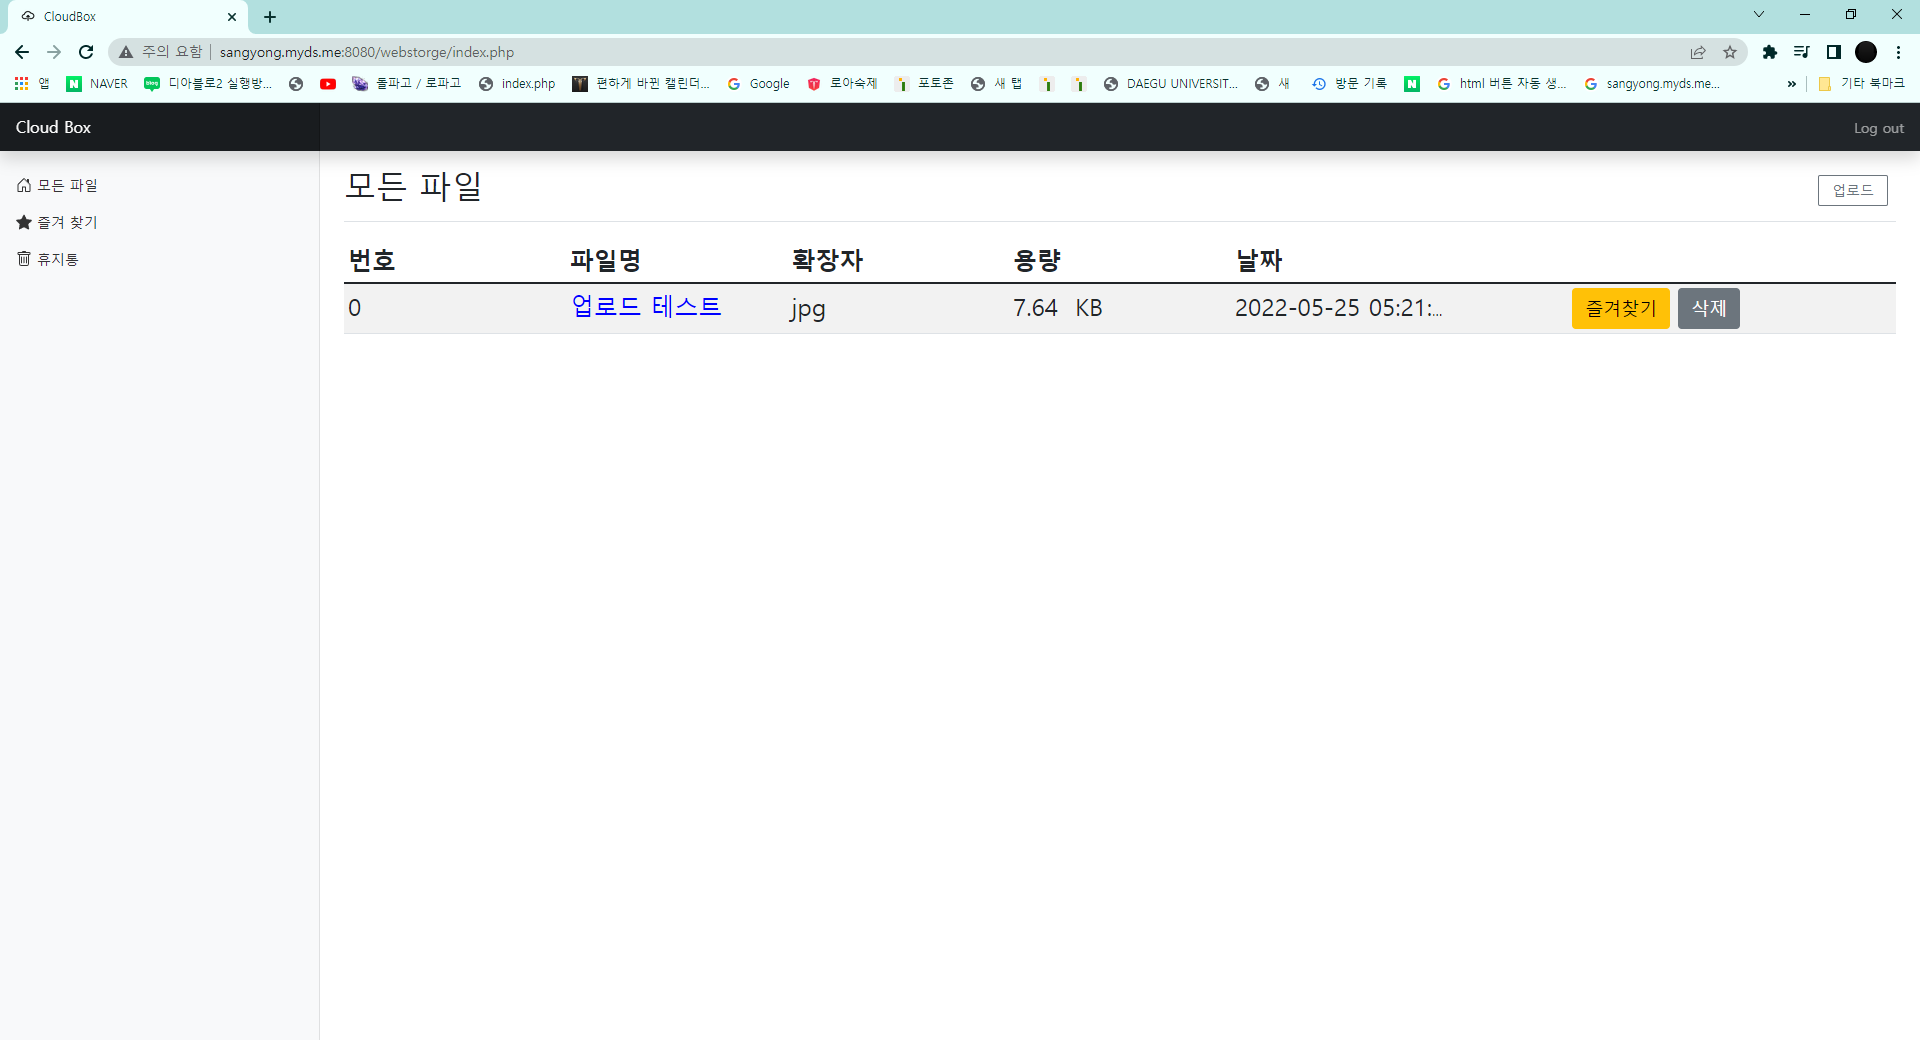 CloudBox
주의 요함 sangyong.myds.me:8080/webstorge/index.php
앱 NAVER 디아블로2 실행방... 돌파고 / 로파고 index.php 편하게 바뀐 캘린더... Google 로아숙제 포토존 새 탭 DAEGU UNIVERSIT... 새 방문 기록 html 버튼 자동 생... sangyong.myds.me... » 기타 북마크
Cloud Box Log out
모든 파일
즐겨 찾기
휴지통
모든 파일 업로드
번호 파일명 확장자 용량 날짜
0 업로드 테스트 jpg 7.64 KB 2022-05-25 05:21:... 즐겨찾기 삭제